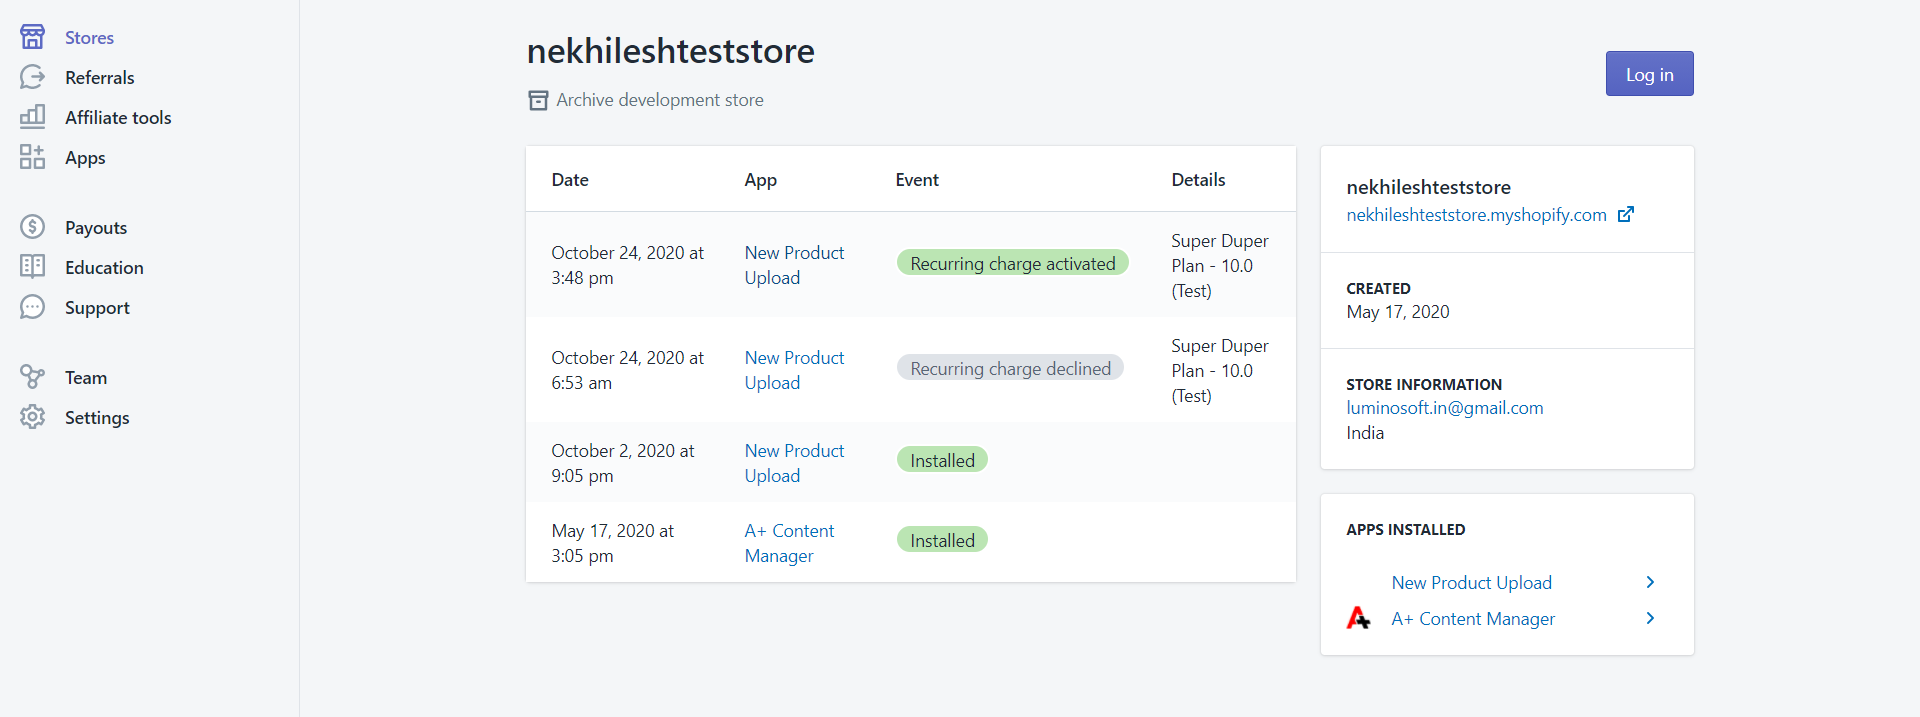 Stores
Referrals
Affiliate tools
Apps
Payouts
Education
Support
Team
Settings
nekhileshteststore
Archive development store
Log in
Date App Event Details
October 24, 2020 at
3:48 pm
New Product
Upload
Recurring charge activated
Super Duper
Plan - 10.0
(Test)
October 24, 2020 at
6:53 am
New Product
Upload
Recurring charge declined
Super Duper
Plan - 10.0
(Test)
October 2, 2020 at
9:05 pm
New Product
Upload
Installed
May 17, 2020 at
3:05 pm
A+ Content
Manager
Installed
nekhileshteststore
nekhileshteststore.myshopify.com
CREATED
May 17, 2020
STORE INFORMATION
luminosoft.in@gmail.com
India
APPS INSTALLED
New Product Upload
A+ Content Manager